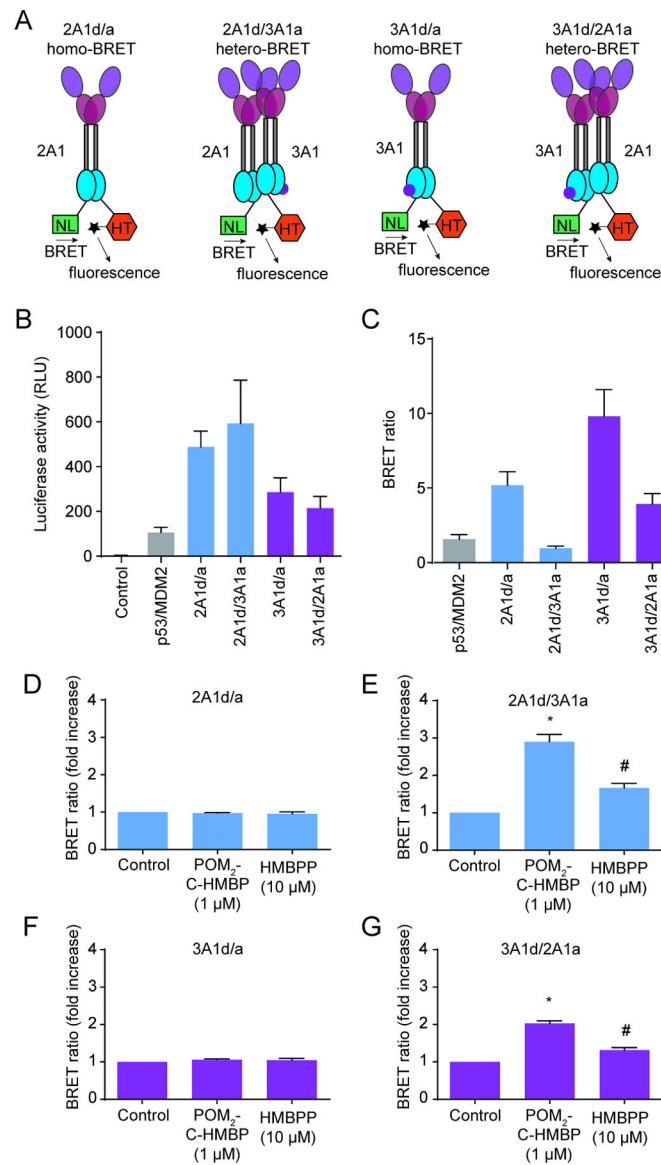 A
2A1d/a
homo-BRET
2A1d/3A1a
hetero-BRET
3A1d/a
homo-BRET
3A1d/2A1a
hetero-BRET
2A1
2A1
3A1
3A1
3A1
2A1
NL
HT
BRET
fluorescence
NL
HT
BRET
fluorescence
NL
HT
BRET
fluorescence
NL
HT
BRET
fluorescence
B
Luciferase activity (RLU)
1000
800
600
400
200
0
Control
p53/MDM2
2A1d/a
2A1d/3A1a
3A1d/a
3A1d/2A1a
C
BRET ratio
15
10
5
0
p53/MDM2
2A1d/a
2A1d/3A1a
3A1d/a
3A1d/2A1a
D
2A1d/a
BRET ratio (fold increase)
4
3
2
1
0
Control
POM₂-
C-HMBP
(1 µM)
HMBPP
(10 µM)
E
2A1d/3A1a
BRET ratio (fold increase)
4
3
2
1
0
*
#
Control
POM₂-
C-HMBP
(1 µM)
HMBPP
(10 µM)
F
3A1d/a
BRET ratio (fold increase)
4
3
2
1
0
Control
POM₂-
C-HMBP
(1 µM)
HMBPP
(10 µM)
G
3A1d/2A1a
BRET ratio (fold increase)
4
3
2
1
0
*
#
Control
POM₂-
C-HMBP
(1 µM)
HMBPP
(10 µM)